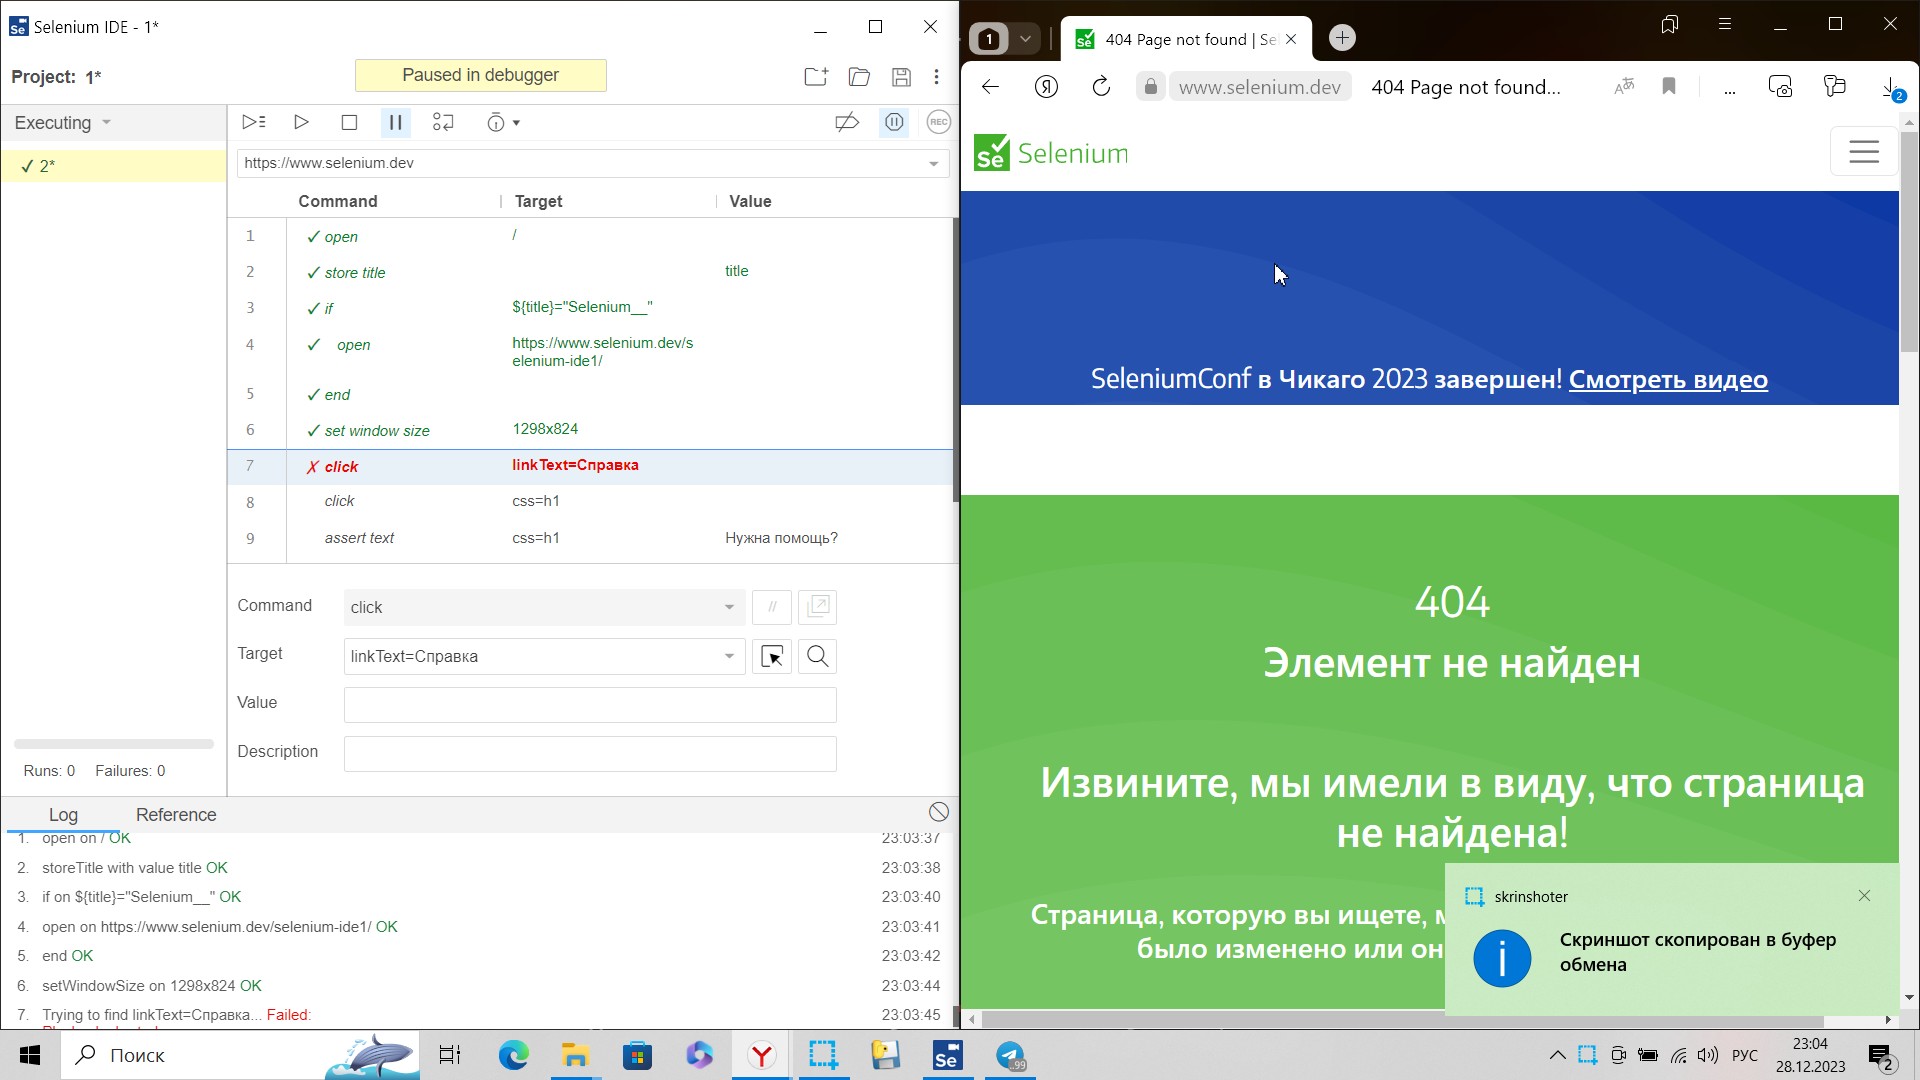 Selenium IDE - 1*
Project: 1*
Paused in debugger
Executing
✓ 2*
REC
https://www.selenium.dev
Command Target Value
1 ✓ open /
2 ✓ store title title
3 ✓ if ${title}="Selenium__"
4 ✓ open https://www.selenium.dev/s
elenium-ide1/
5 ✓ end
6 ✓ set window size 1298x824
7 ✗ click linkText=Справка
8 click css=h1
9 assert text css=h1 Нужна помощь?
Command click //
Target linkText=Справка
Value
Description
Runs: 0 Failures: 0
Log Reference
1. open on / OK 23:03:37
2. storeTitle with value title OK 23:03:38
3. if on ${title}="Selenium__" OK 23:03:40
4. open on https://www.selenium.dev/selenium-ide1/ OK 23:03:41
5. end OK 23:03:42
6. setWindowSize on 1298x824 OK 23:03:44
7. Trying to find linkText=Справка... Failed: 23:03:45
1 404 Page not found | Se
www.selenium.dev 404 Page not found...
2
Se Selenium
SeleniumConf в Чикаго 2023 завершен! Смотреть видео
404
Элемент не найден
Извините, мы имели в виду, что страница
не найдена!
Страница, которую вы ищете,
было изменено или
skrinshoter
Скриншот скопирован в буфер
обмена
Поиск
Se
99
РУС
23:04
28.12.2023
2